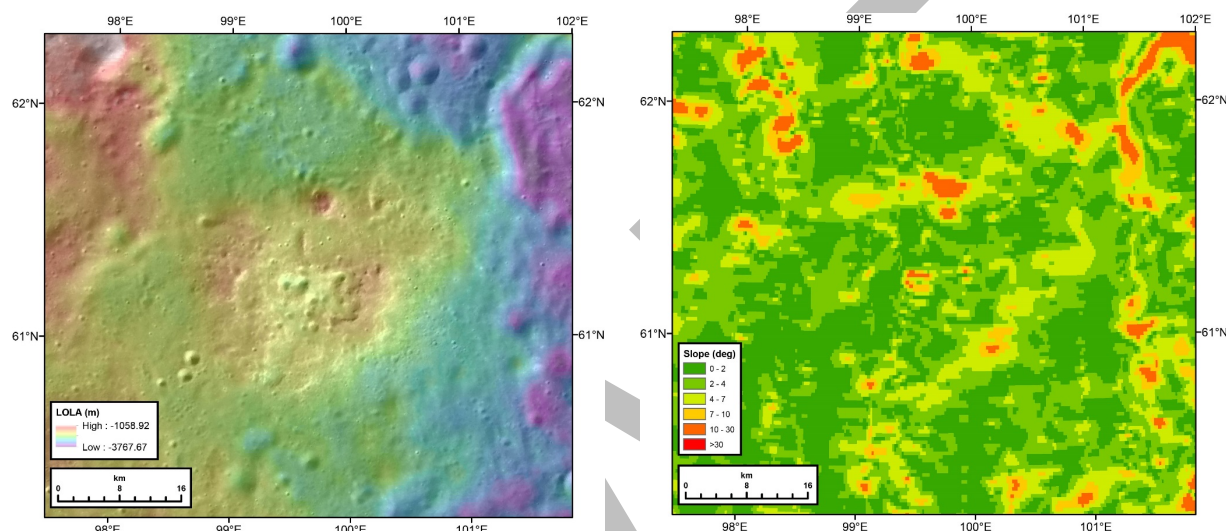 98°E 99°E 100°E 101°E 102°E
62°N 62°N
61°N 61°N
LOLA (m)
High : -1058.92
Low : -3767.67
km
0 8 16
98°E 99°E 100°E 101°E
98°E 99°E 100°E 101°E 102°E
62°N 62°N
61°N 61°N
Slope (deg)
0 - 2
2 - 4
4 - 7
7 - 10
10 - 30
>30
km
0 8 16
98°E 99°E 100°E 101°E